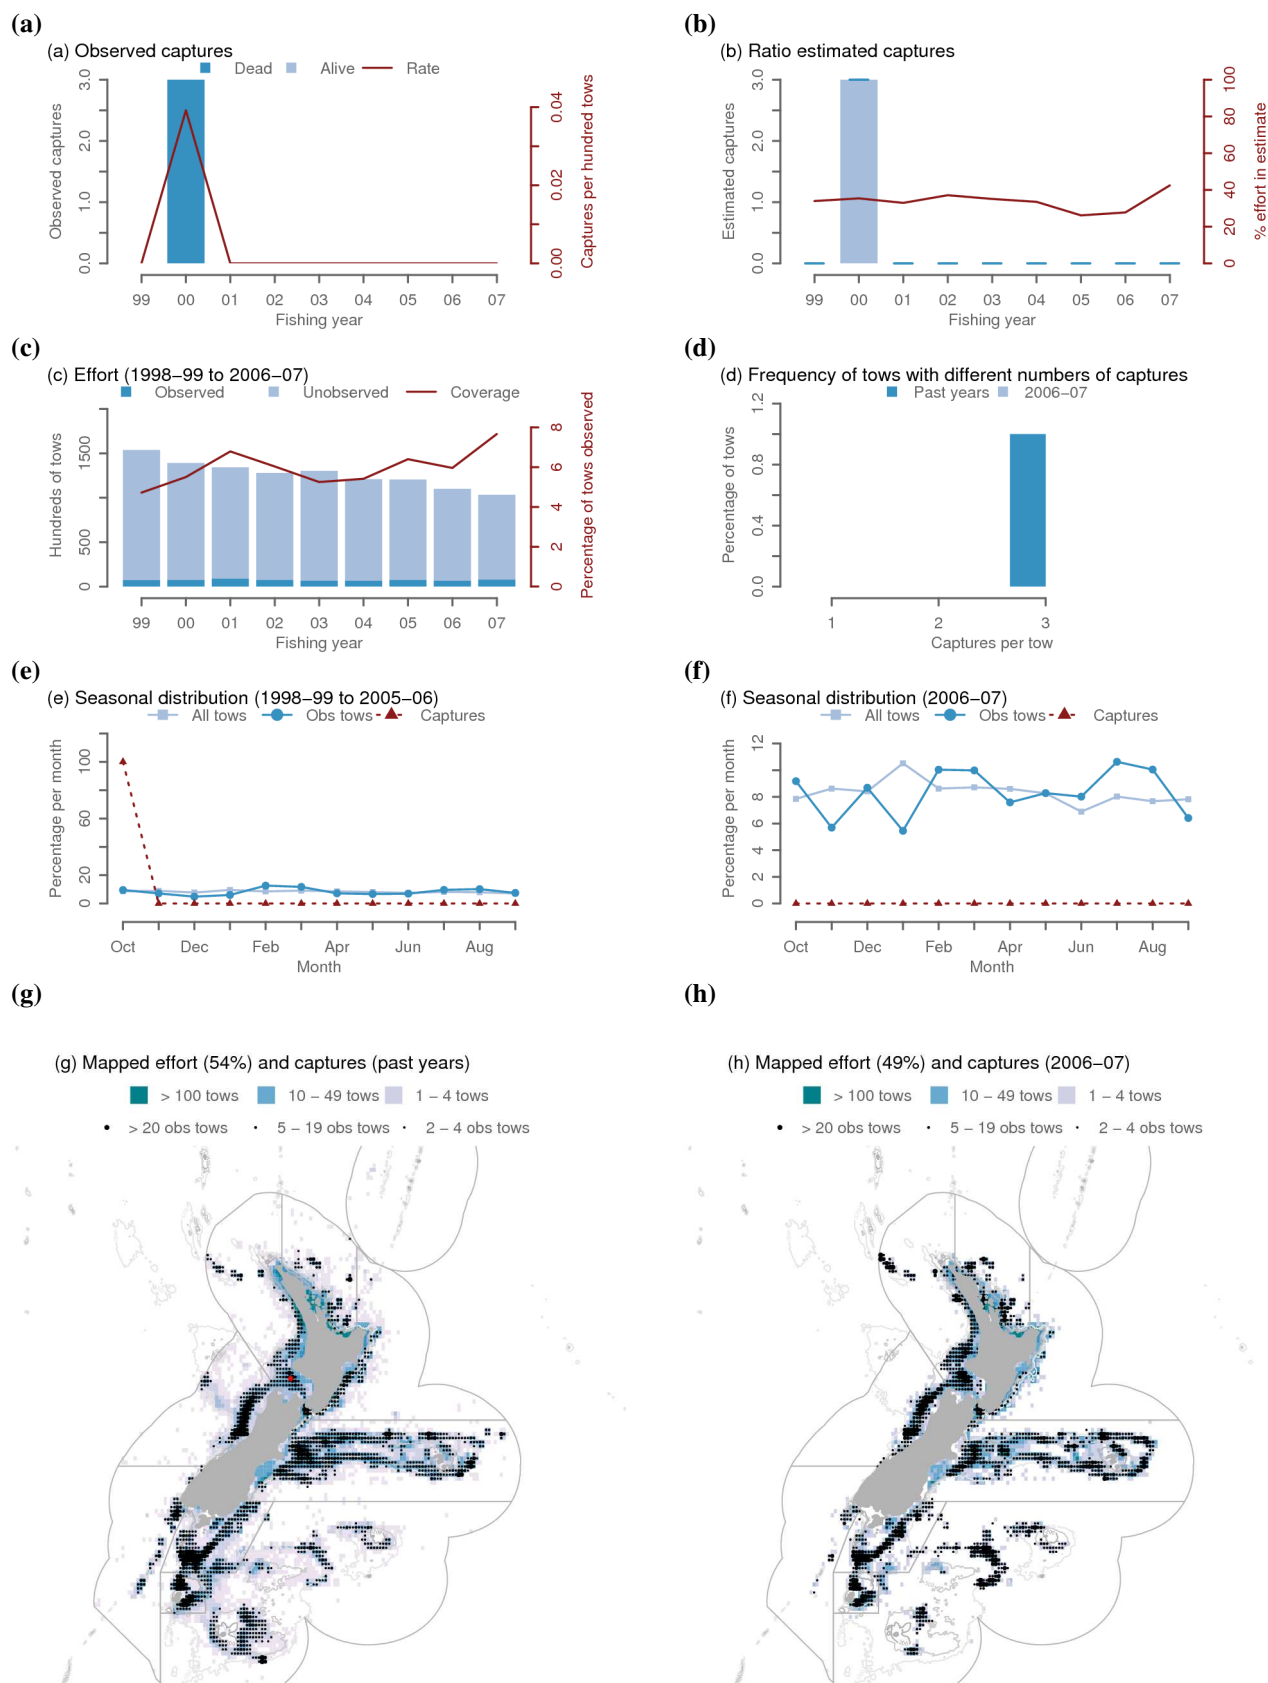 (a)
(a) Observed captures
Dead Alive Rate
3.0
2.0
1.0
0.0
Observed captures
0.04
0.02
0.00
Captures per hundred tows
99 00 01 02 03 04 05 06 07
Fishing year
(b)
(b) Ratio estimated captures
3.0
2.0
1.0
0.0
Estimated captures
100
80
60
40
20
0
% effort in estimate
99 00 01 02 03 04 05 06 07
Fishing year
(c)
(c) Effort (1998–99 to 2006–07)
Observed Unobserved Coverage
1500
500
0
Hundreds of tows
8
6
4
2
0
Percentage of tows observed
99 00 01 02 03 04 05 06 07
Fishing year
(d)
(d) Frequency of tows with different numbers of captures
Past years 2006–07
1.2
0.8
0.4
0.0
Percentage of tows
1 2 3
Captures per tow
(e)
(e) Seasonal distribution (1998–99 to 2005–06)
All tows Obs tows Captures
100
60
20
0
Percentage per month
Oct Dec Feb Apr Jun Aug
Month
(f)
(f) Seasonal distribution (2006–07)
All tows Obs tows Captures
12
8
6
4
2
0
Percentage per month
Oct Dec Feb Apr Jun Aug
Month
(g)
(g) Mapped effort (54%) and captures (past years)
> 100 tows 10 – 49 tows 1 – 4 tows
> 20 obs tows 5 – 19 obs tows 2 – 4 obs tows
(h)
(h) Mapped effort (49%) and captures (2006–07)
> 100 tows 10 – 49 tows 1 – 4 tows
> 20 obs tows 5 – 19 obs tows 2 – 4 obs tows